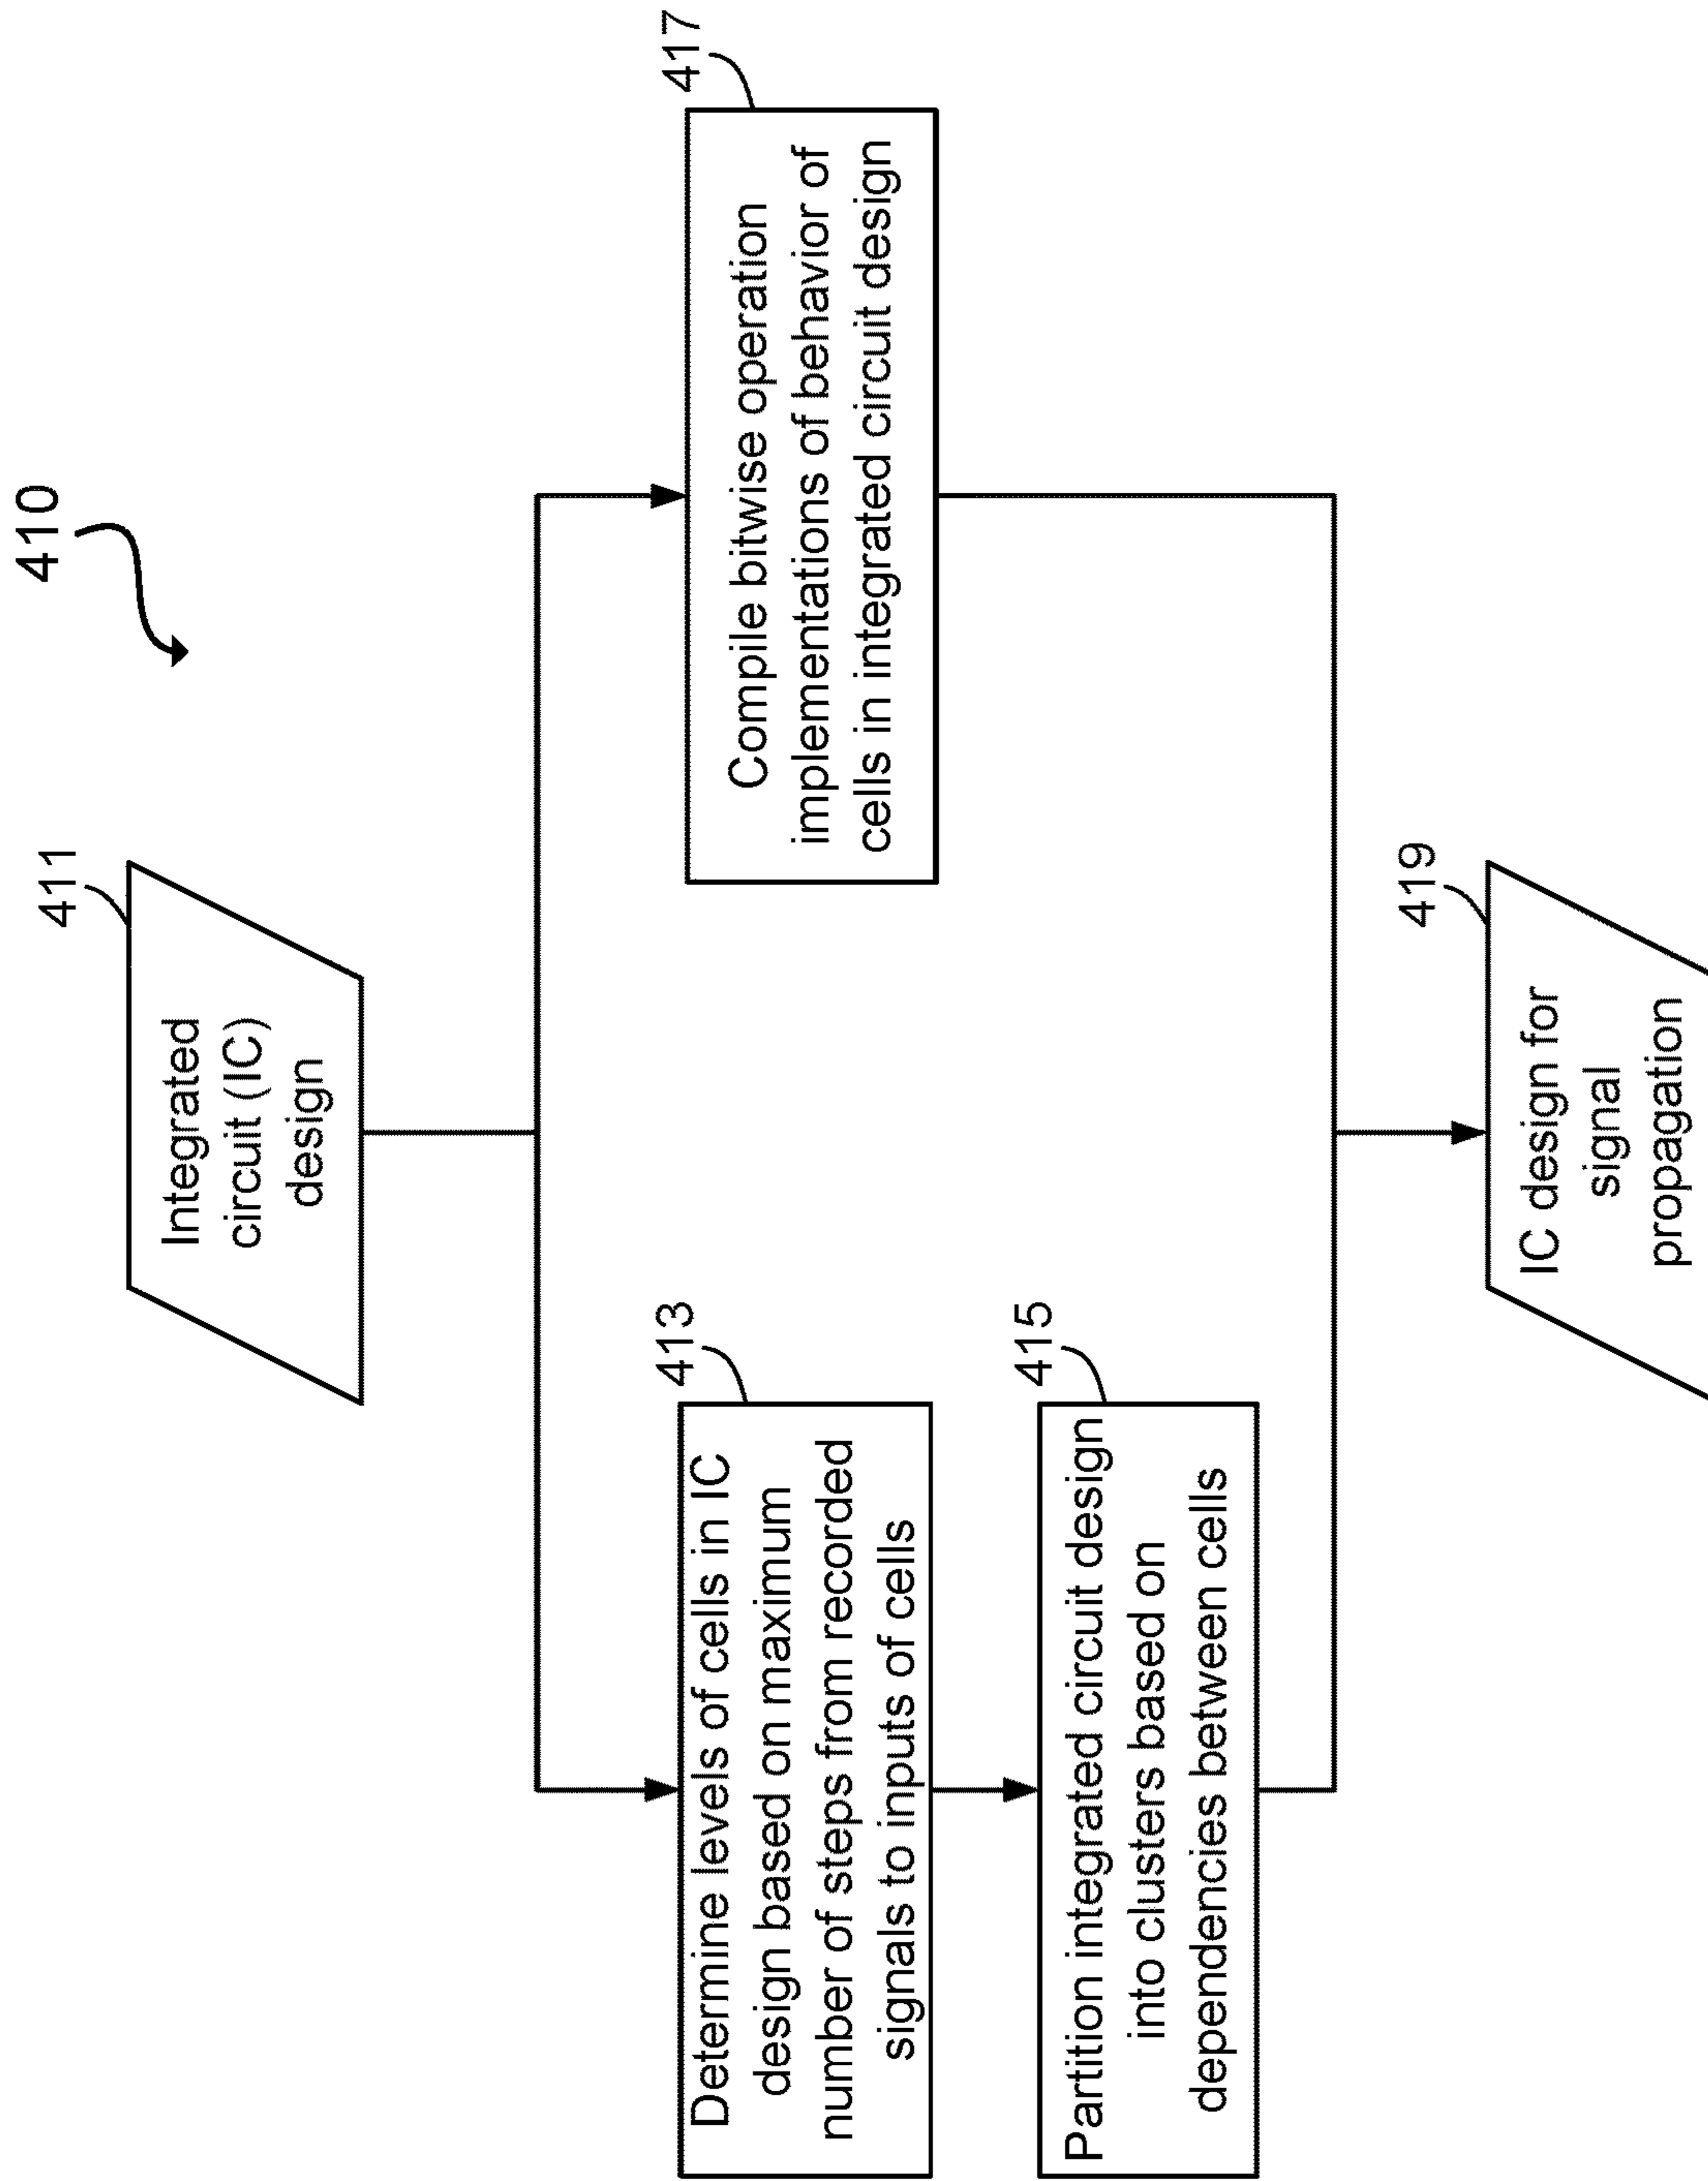 410
411
Integrated
circuit (IC)
design
413
Determine levels of cells in IC
design based on maximum
number of steps from recorded
signals to inputs of cells
415
Partition integrated circuit design
into clusters based on
dependencies between cells
417
Compile bitwise operation
implementations of behavior of
cells in integrated circuit design
419
IC design for
signal
propagation